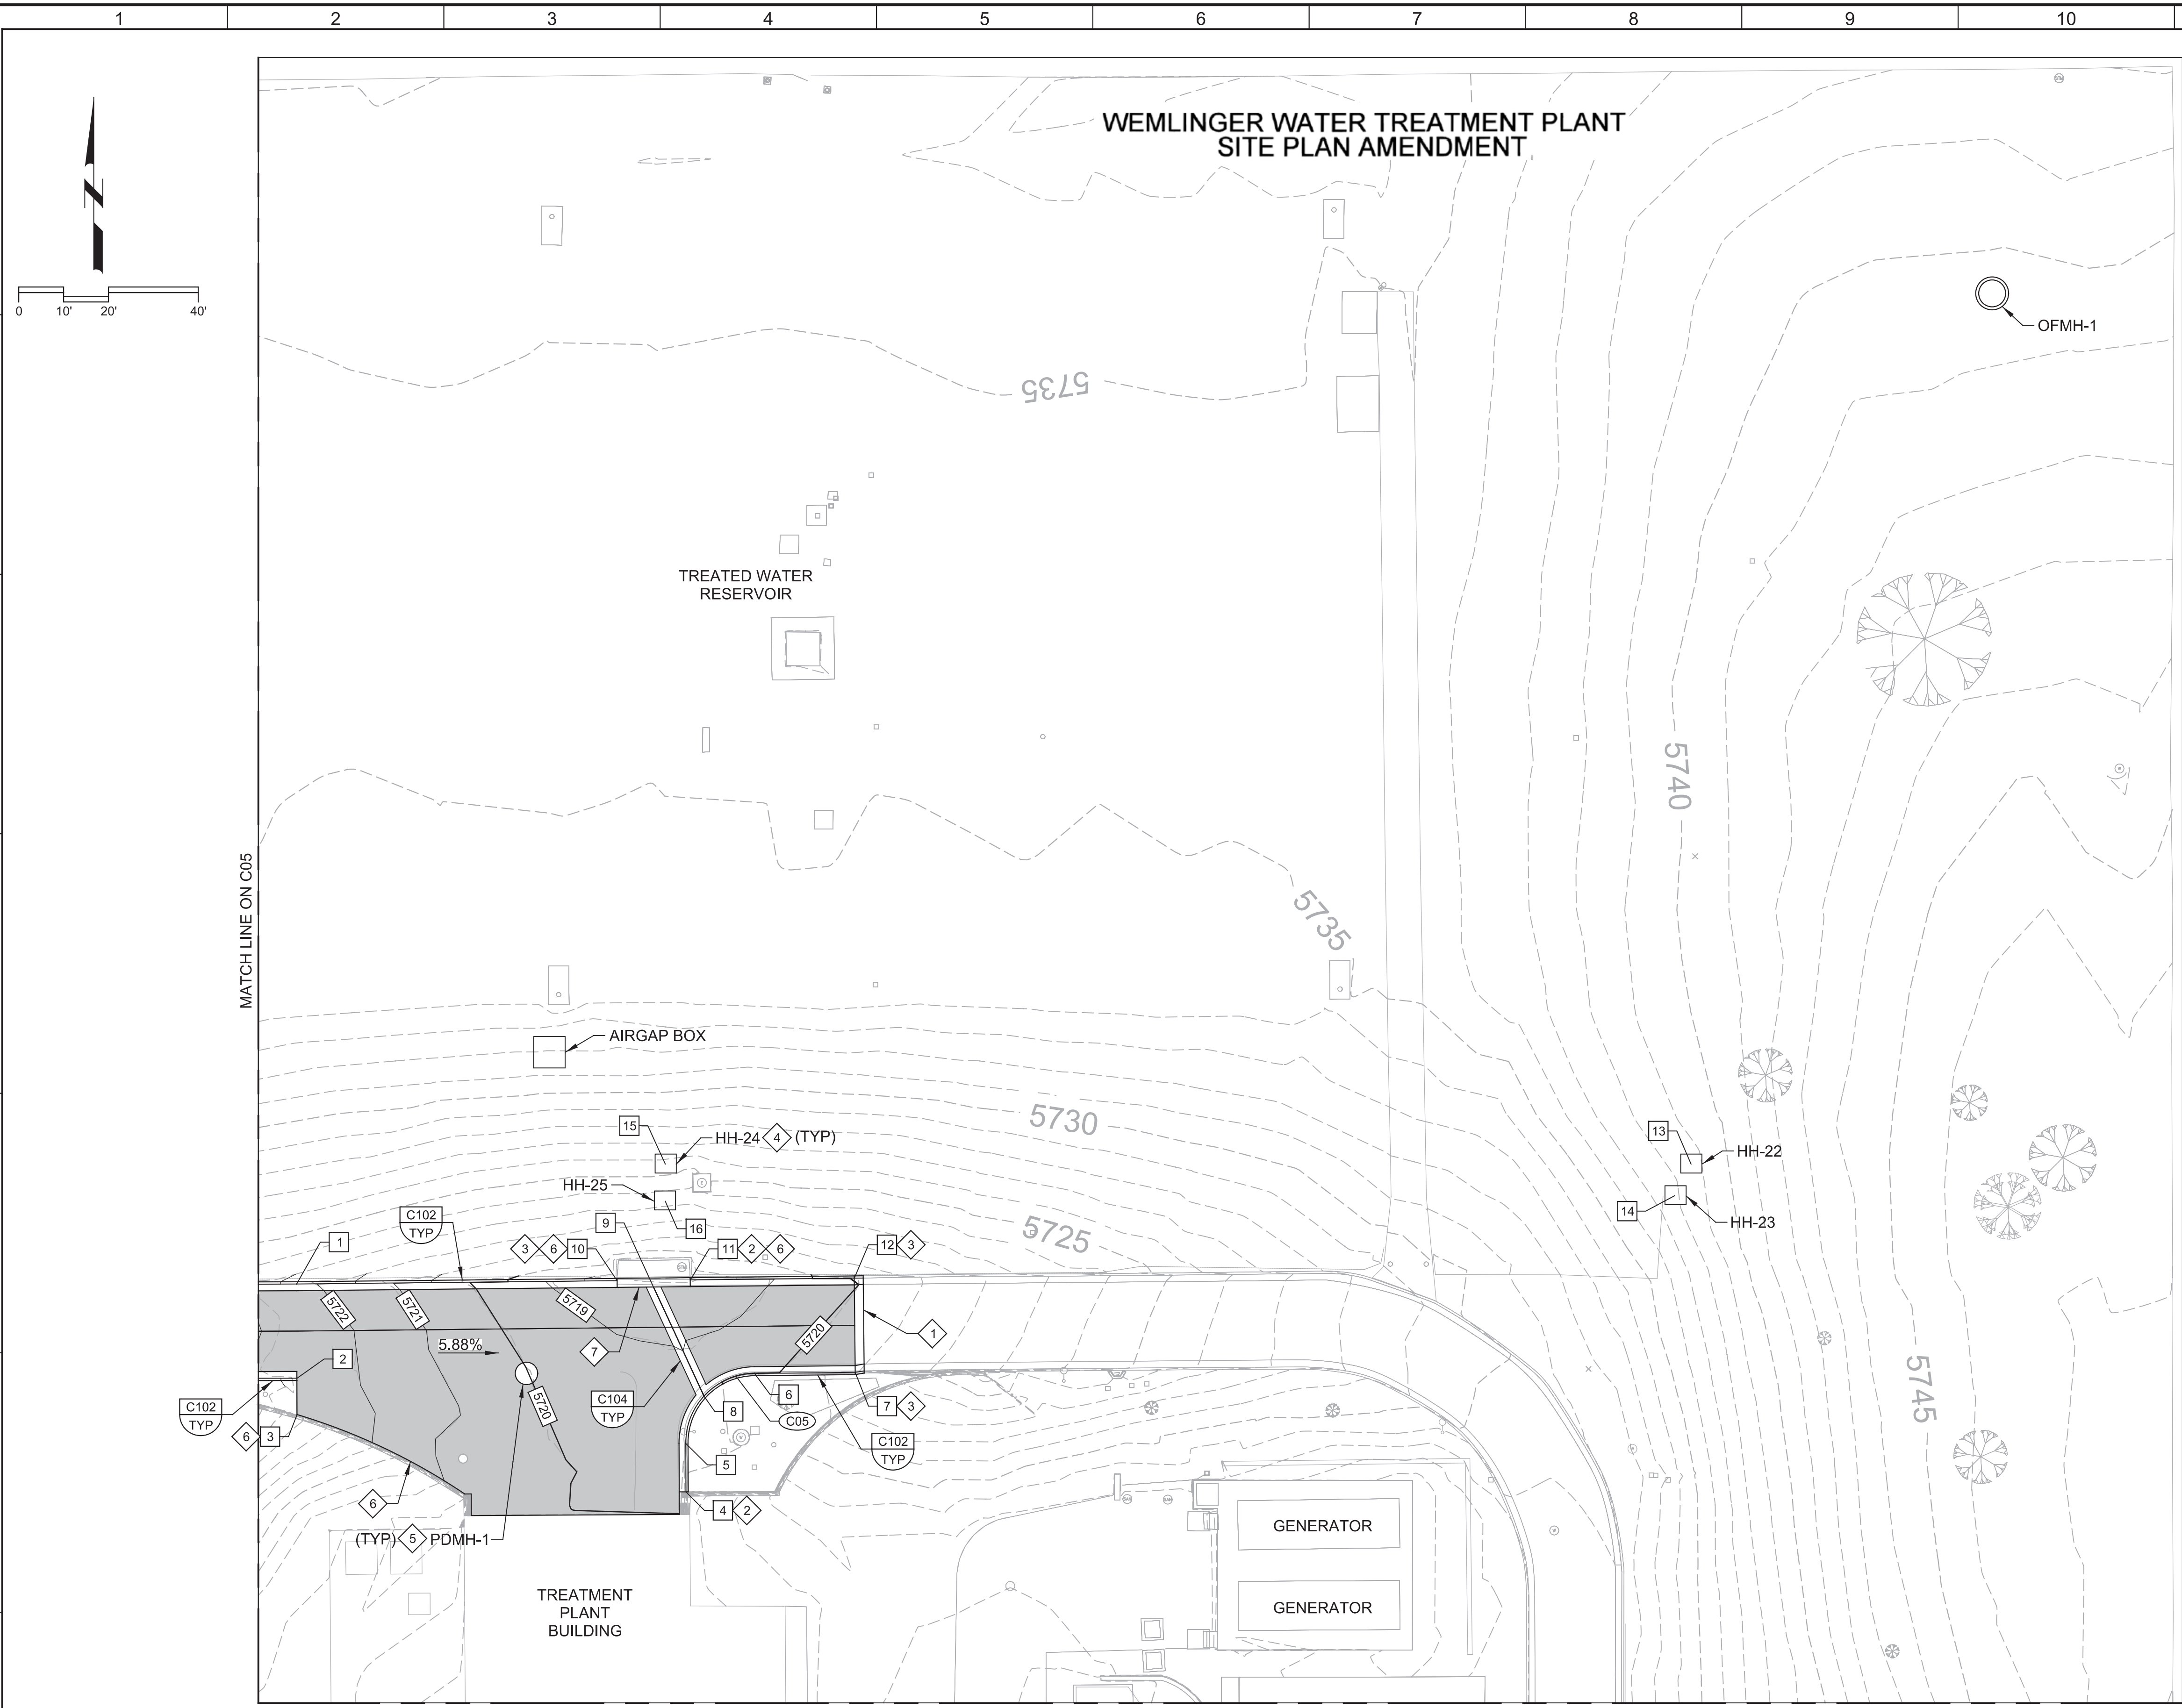 1 2 3 4 5 6 7 8 9 10
WEMLINGER WATER TREATMENT PLANT
SITE PLAN AMENDMENT
0 10' 20' 40'
OFMH-1
5735
TREATED WATER
RESERVOIR
5740
MATCH LINE ON C05
5735
AIRGAP BOX
5730
15
HH-24 4 (TYP)
13
HH-22
HH-25
16
14
HH-23
C102
TYP
9
5725
1
3 6 10
11 2 6
12 3
5722
5721
5719
5720
1
5.88%
7
2
5720
C104
TYP
6
8
C05
7 3
C102
TYP
6 3
C102
TYP
5
5745
6
4 2
(TYP) 5 PDMH-1
GENERATOR
TREATMENT
PLANT
BUILDING
GENERATOR